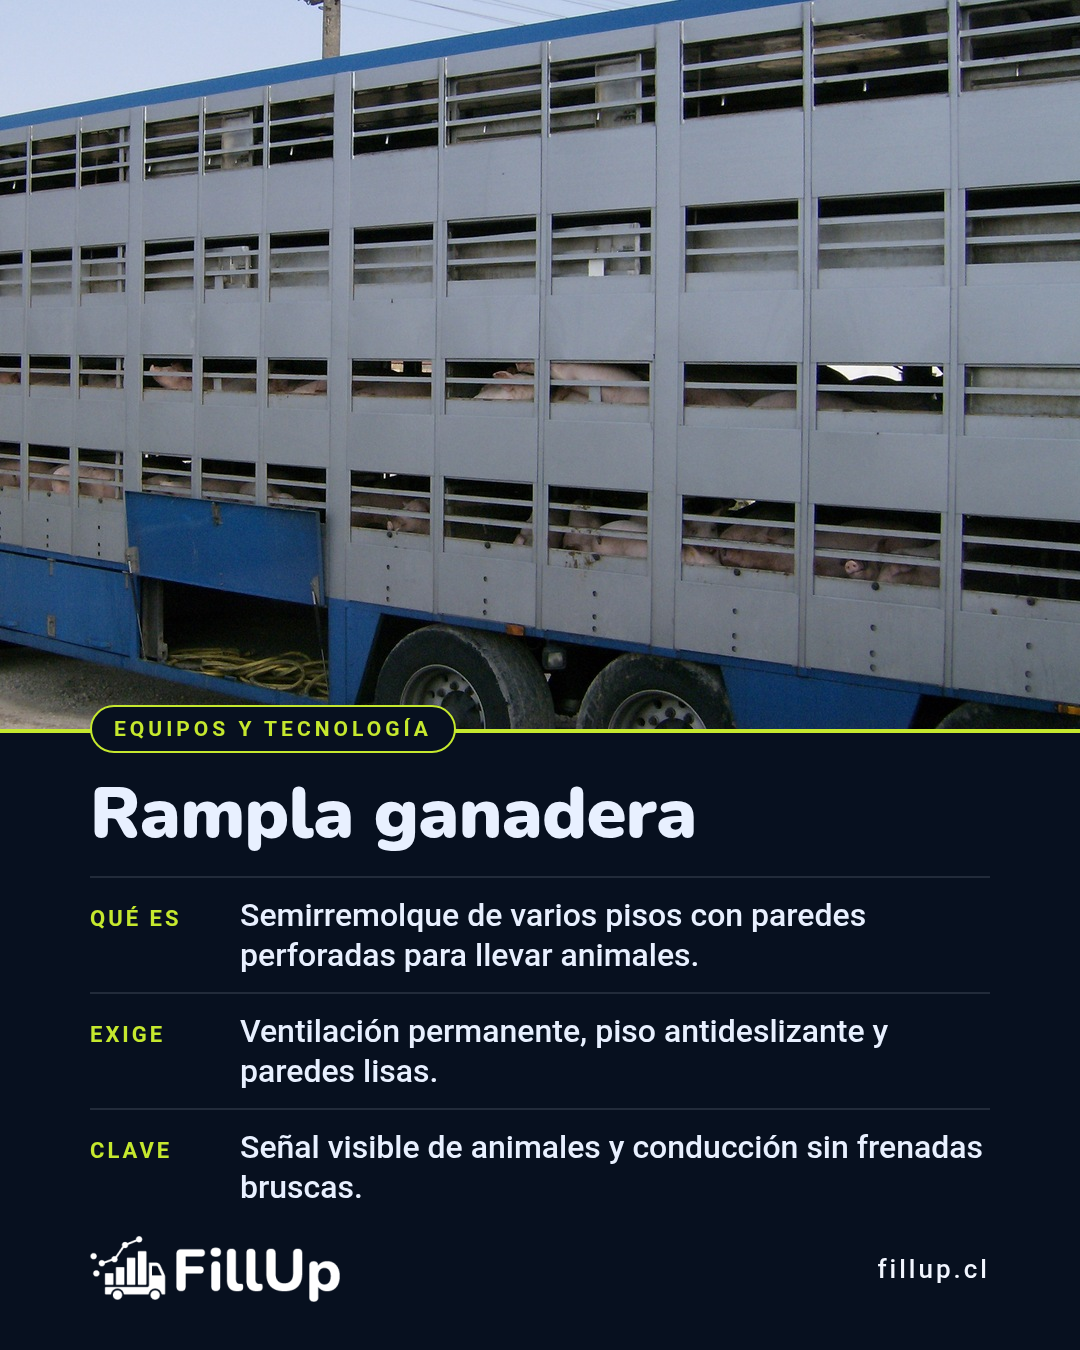 EQUIPOS Y TECNOLOGÍA
Rampla ganadera
QUÉ ES
Semirremolque de varios pisos con paredes
perforadas para llevar animales.
EXIGE
Ventilación permanente, piso antideslizante y
paredes lisas.
CLAVE
Señal visible de animales y conducción sin frenadas
bruscas.
FillUp
fillup.cl